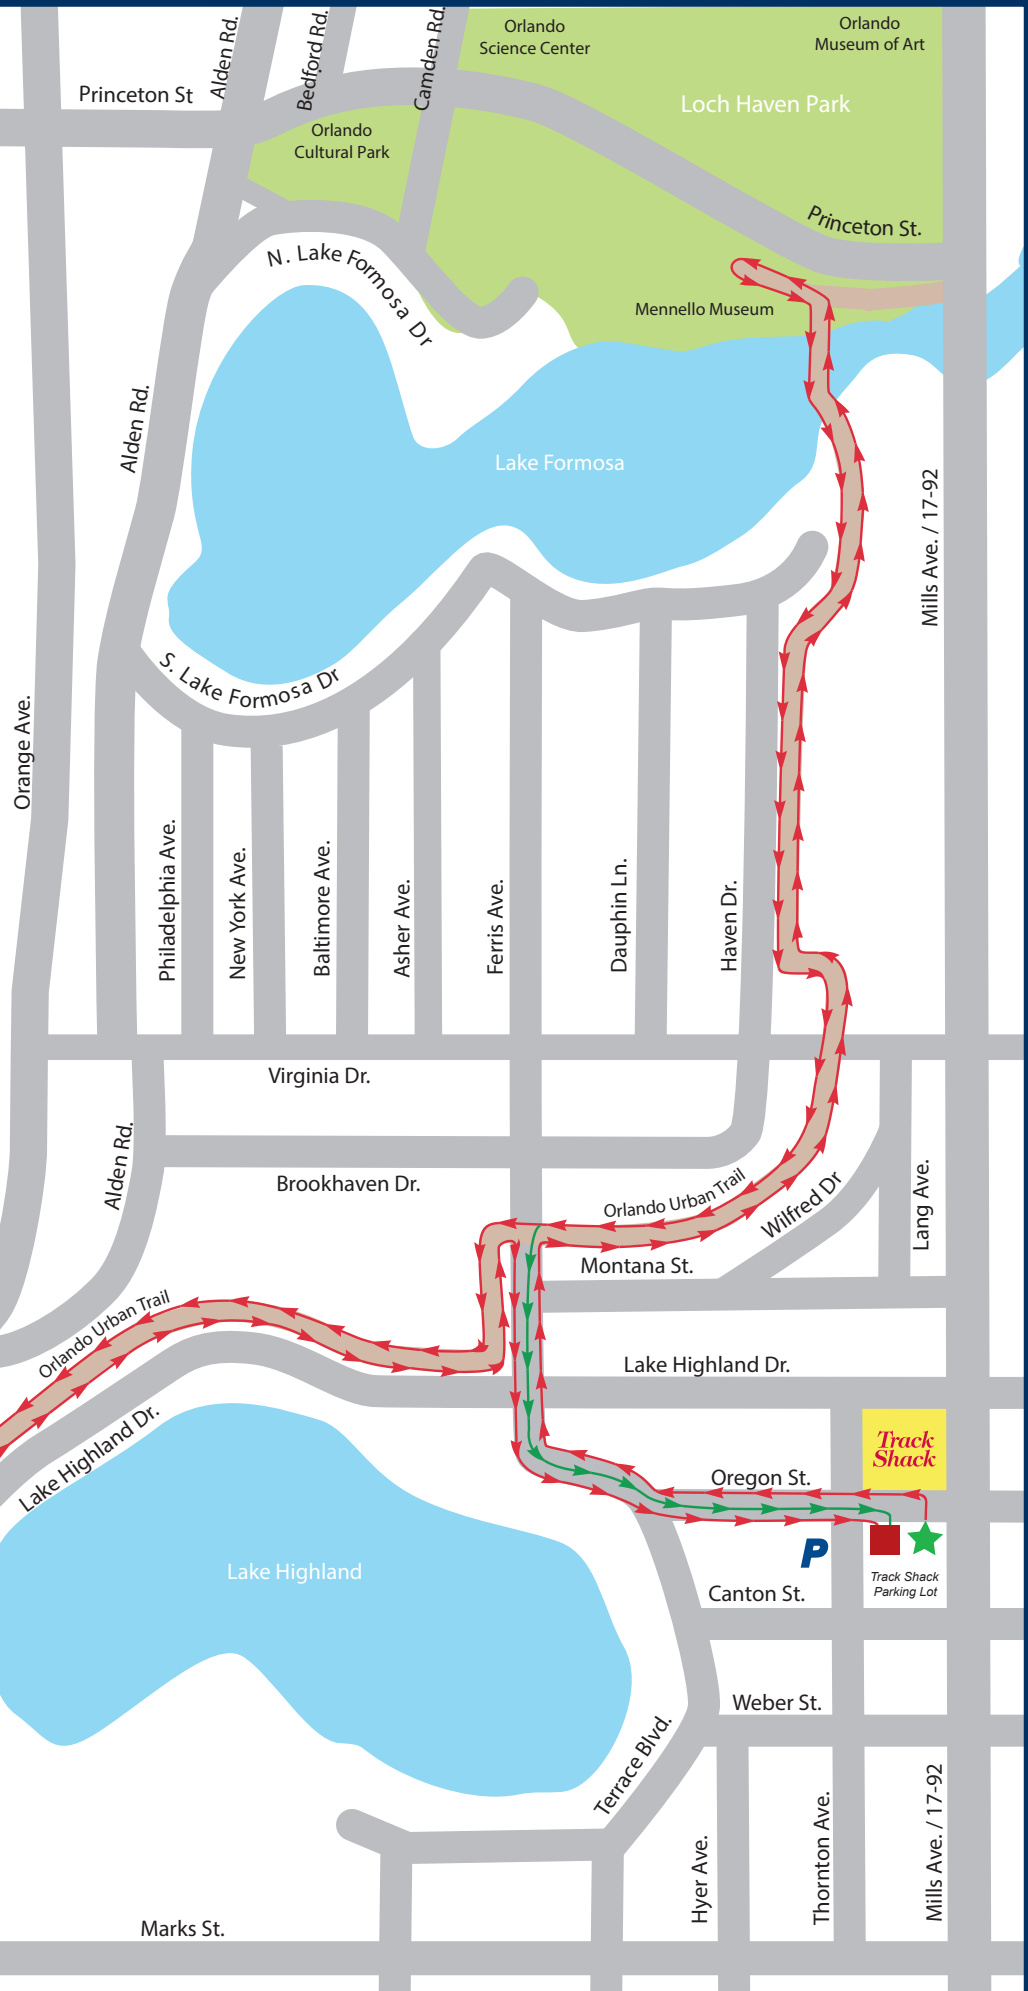 Alden Rd.
Bedford Rd.
Camden Rd.
Orlando
Science Center
Orlando
Museum of Art
Princeton St
Loch Haven Park
Orlando
Cultural Park
Princeton St.
N. Lake Formosa Dr
Mennello Museum
Alden Rd.
Lake Formosa
Mills Ave. / 17-92
S. Lake Formosa Dr
Orange Ave.
Philadelphia Ave.
New York Ave.
Baltimore Ave.
Asher Ave.
Ferris Ave.
Dauphin Ln.
Haven Dr.
Virginia Dr.
Alden Rd.
Brookhaven Dr.
Orlando Urban Trail
Wilfred Dr
Lang Ave.
Montana St.
Orlando Urban Trail
Lake Highland Dr.
Lake Highland Dr.
Track
Shack
Oregon St.
P
Track Shack
Parking Lot
Lake Highland
Canton St.
Weber St.
Terrace Blvd.
Hyer Ave.
Thornton Ave.
Mills Ave. / 17-92
Marks St.